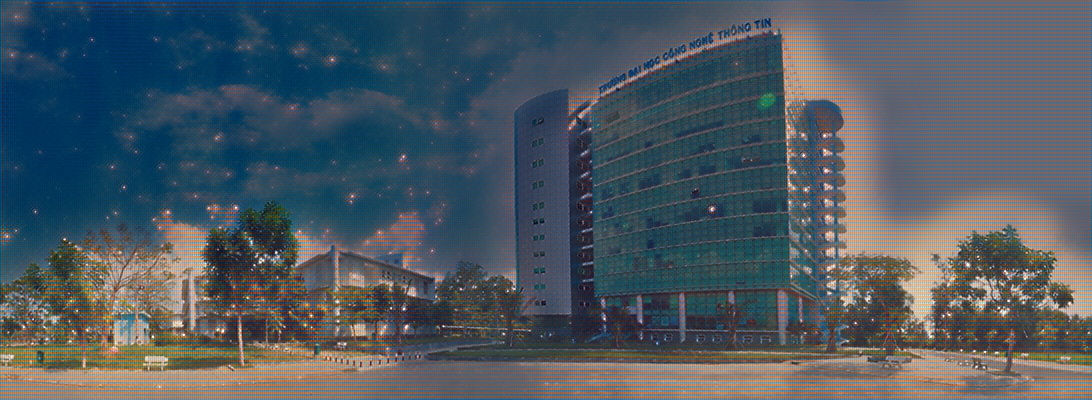 TRƯỜNG ĐẠI HỌC CÔNG NGHỆ THÔNG TIN